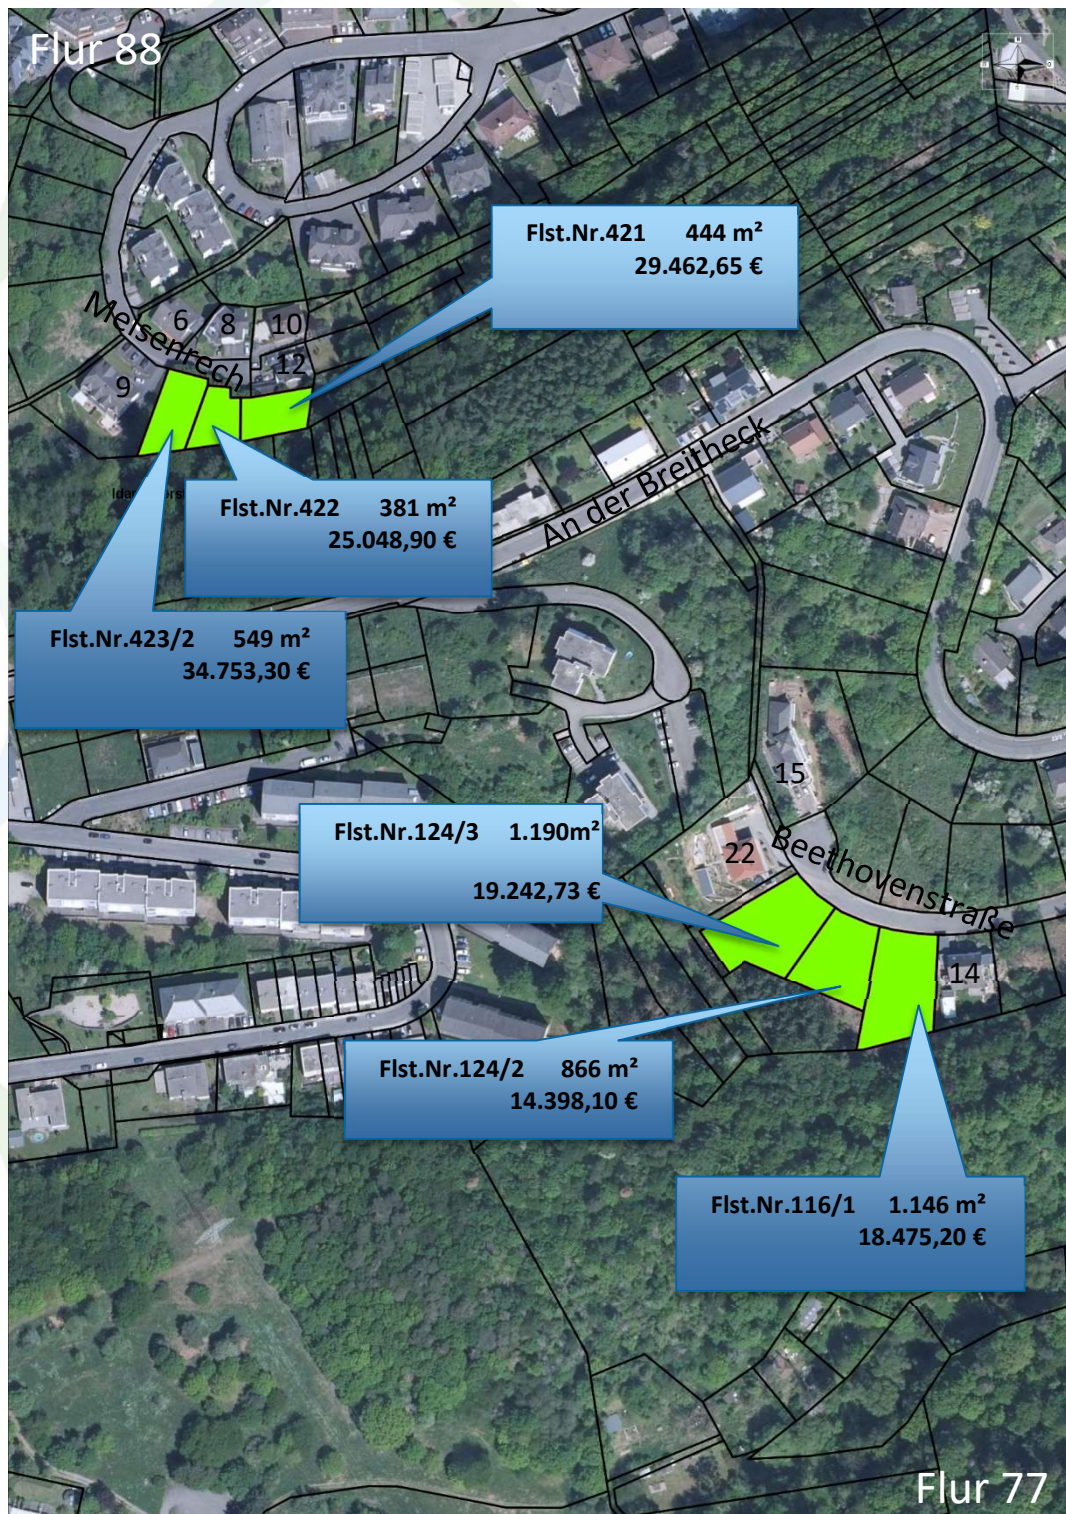 Flur 88
Flst.Nr.421 444 m²
29.462,65 €
Meisenrech
6
8
10
12
9
An der Breitheck
Flst.Nr.422 381 m²
25.048,90 €
Flst.Nr.423/2 549 m²
34.753,30 €
15
Flst.Nr.124/3 1.190m²
19.242,73 €
22
Beethovenstraße
14
Flst.Nr.124/2 866 m²
14.398,10 €
Flst.Nr.116/1 1.146 m²
18.475,20 €
Flur 77